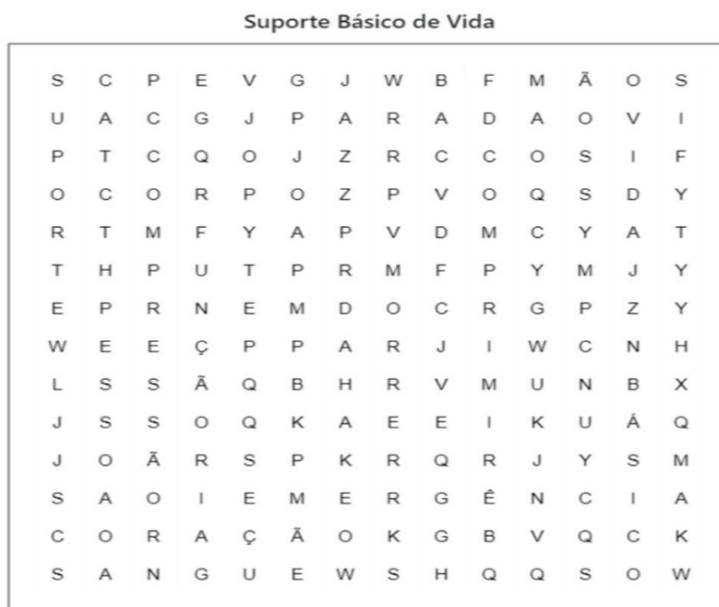 Suporte Básico de Vida
S C P E V G J W B F M Ã O S
U A C G J P A R A D A O V I
P T C Q O J Z R C C O S I F
O C O R P O Z P V O Q S D Y
R T M F Y A P V D M C Y A T
T H P U T P R M F P Y M J Y
E P R N E M D O C R G P Z Y
W E E Ç P P A R J I W C N H
L S S Ã Q B H R V M U N B X
J S S O Q K A E E I K U Á Q
J O Ã R S P K R Q R J Y S M
S A O I E M E R G Ê N C I A
C O R A Ç Ã O K G B V Q C K
S A N G U E W S H Q Q S O W